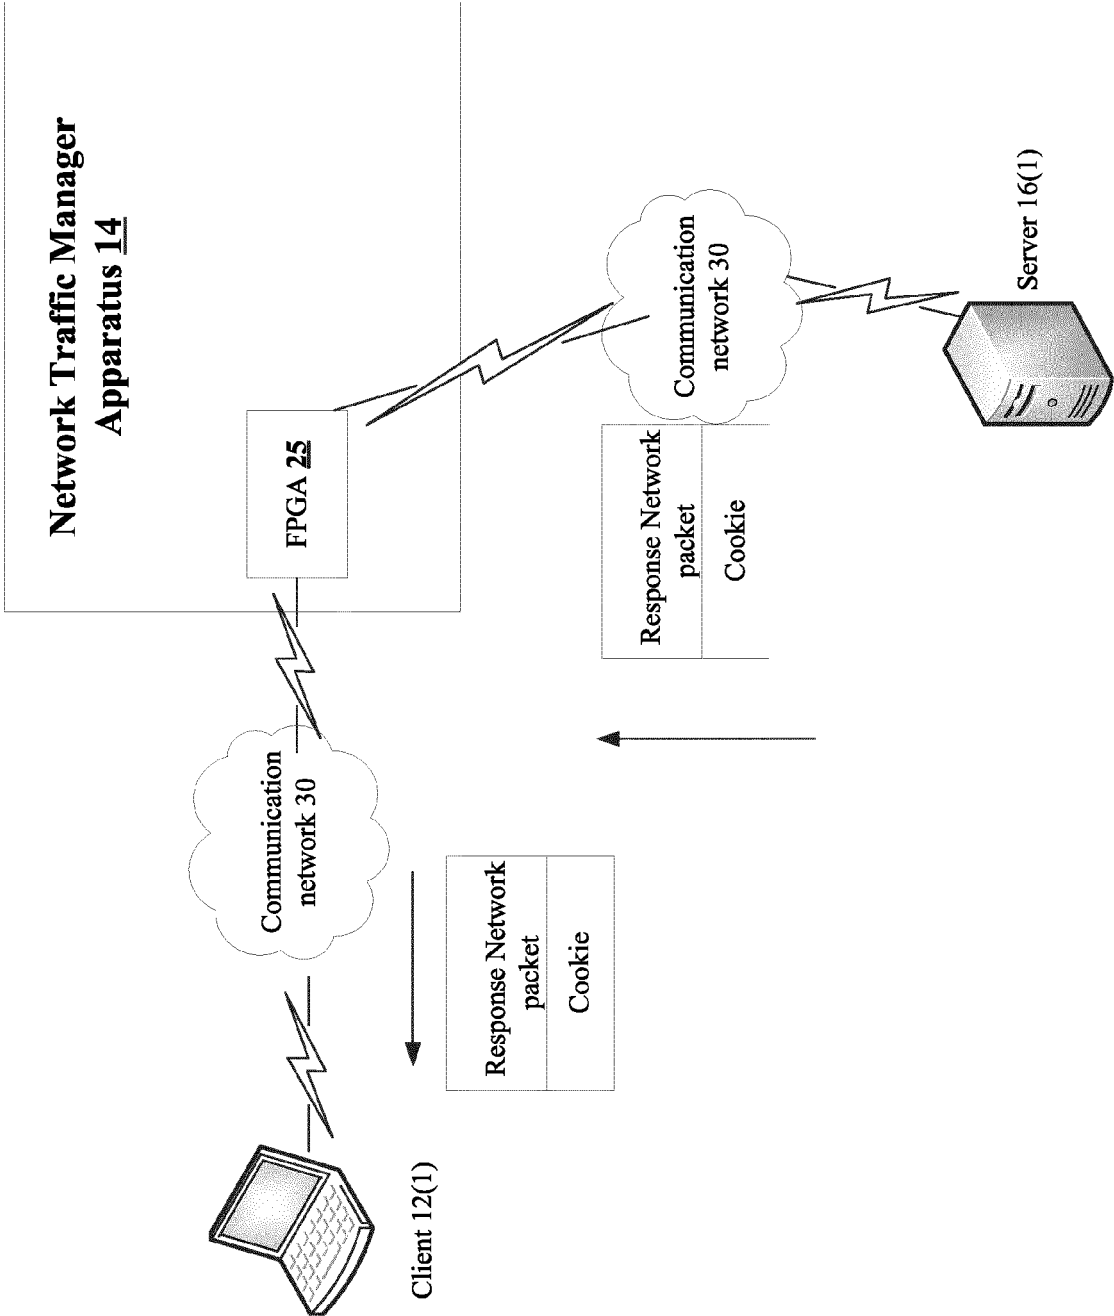 Network Traffic Manager
Apparatus 14
FPGA 25
Communication
network 30
Communication
network 30
Response Network
packet
Cookie
Response Network
packet
Cookie
Client 12(1)
Server 16(1)